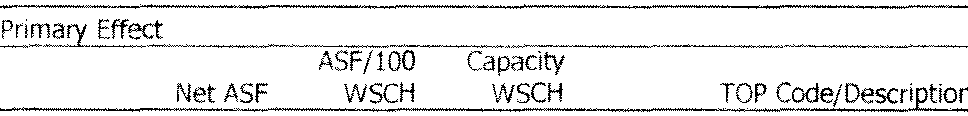 Primary Effect
ASF/100 Capacity
Net ASF WSCH WSCH TOP Code/Description